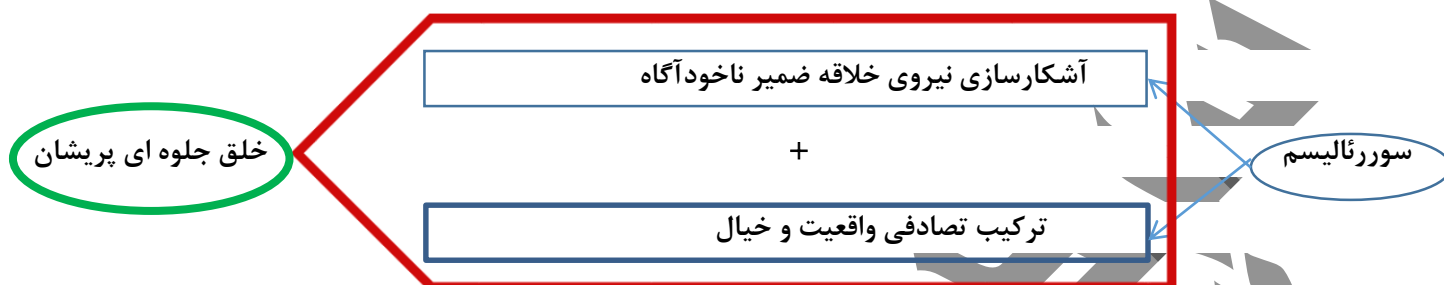 سوررئالیسم
آشکارسازی نیروی خلاقه ضمیر ناخودآگاه
+
ترکیب تصادفی واقعیت و خیال
خلق جلوه ای پریشان